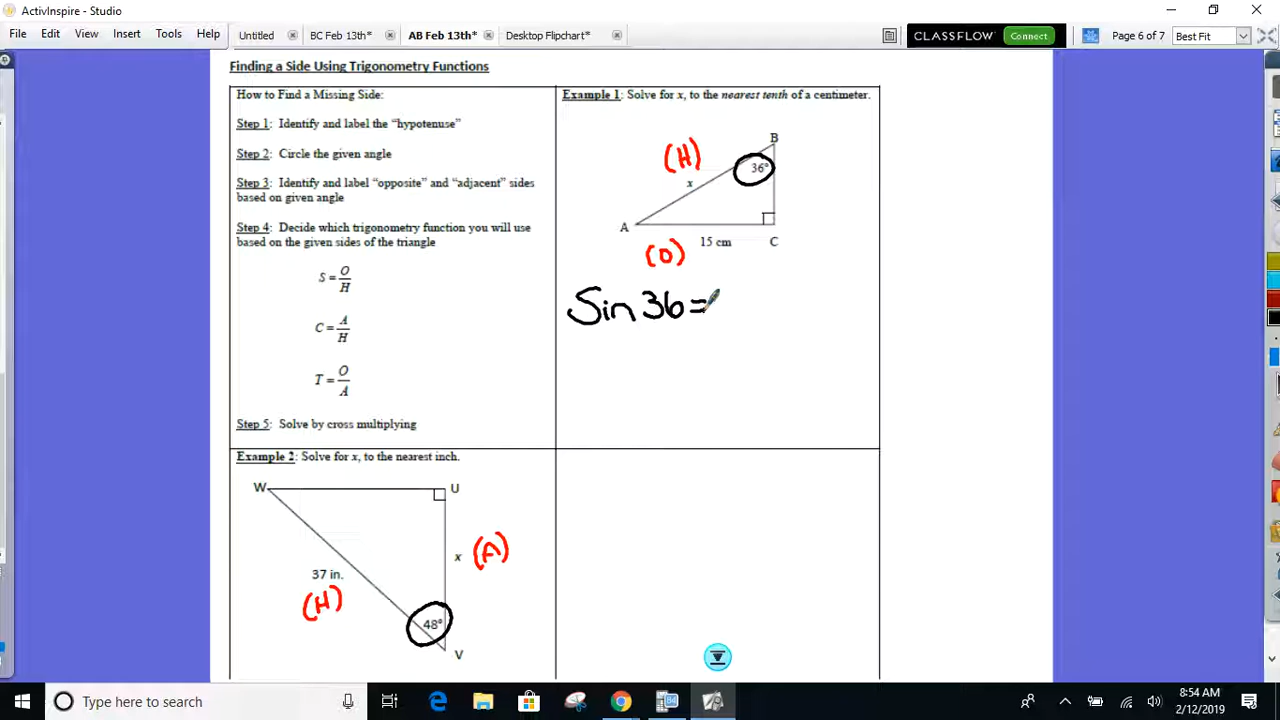 ActivInspire - Studio
File Edit View Insert Tools Help
Untitled
BC Feb 13th*
AB Feb 13th*
Desktop Flipchart*
CLASSFLOW Connect
Page 6 of 7
Best Fit
Finding a Side Using Trigonometry Functions
How to Find a Missing Side:
Step 1: Identify and label the "hypotenuse"
Step 2: Circle the given angle
Step 3: Identify and label "opposite" and "adjacent" sides
based on given angle
Step 4: Decide which trigonometry function you will use
based on the given sides of the triangle
S = O/H
C = A/H
T = O/A
Step 5: Solve by cross multiplying
Example 1: Solve for x, to the nearest tenth of a centimeter.
B
(H)
36°
x
A
15 cm
C
(O)
Sin 36 =
Example 2: Solve for x, to the nearest inch.
W
U
x (A)
37 in.
(H)
48°
V
Type here to search
8:54 AM
2/12/2019